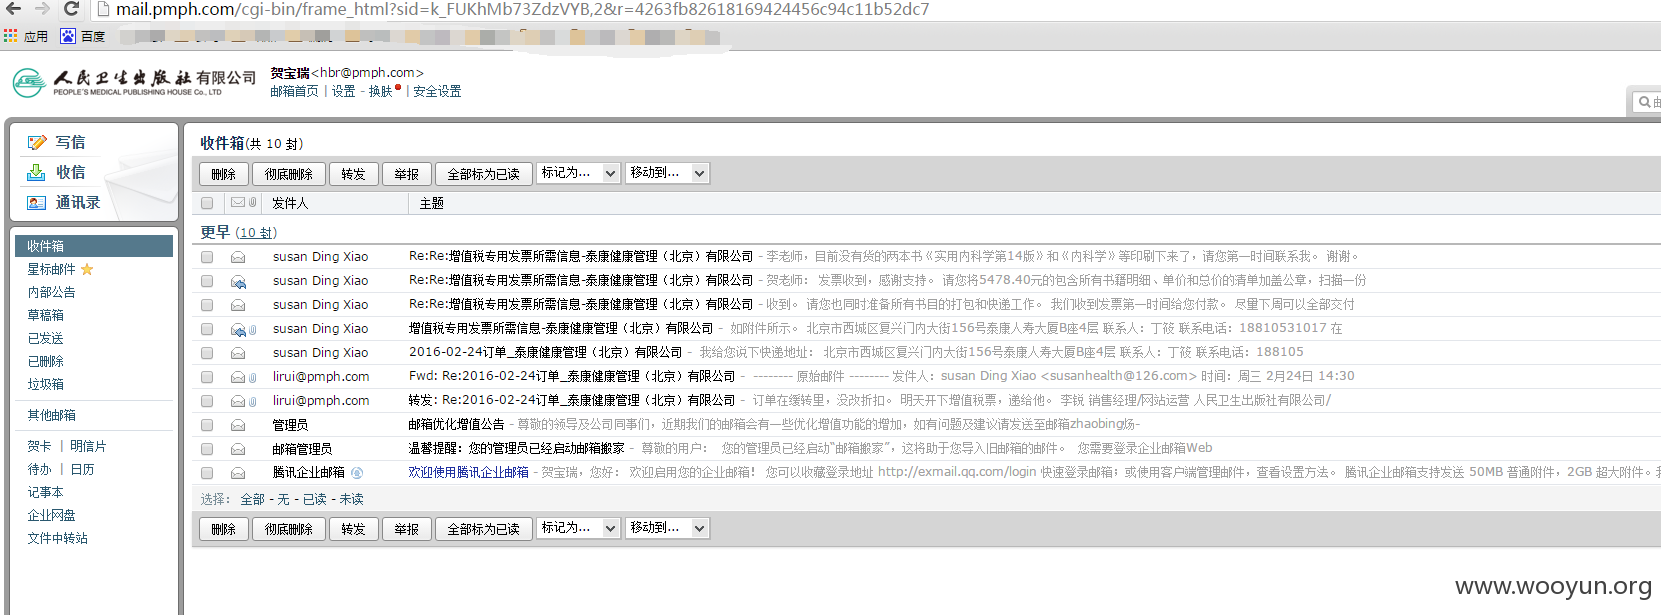 mail.pmph.com/cgi-bin/frame_html?sid=k_FUKhMb73ZdzVYB,2&r=4263fb82618169424456c94c11b52dc7
应用 百度
人民卫生出版社有限公司
PEOPLE'S MEDICAL PUBLISHING HOUSE Co., LTD
贺宝瑞<hbr@pmph.com>
邮箱首页 | 设置 - 换肤 | 安全设置
写信
收信
通讯录
收件箱
星标邮件
内部公告
草稿箱
已发送
已删除
垃圾箱
其他邮箱
贺卡 | 明信片
待办 | 日历
记事本
企业网盘
文件中转站
收件箱(共 10 封)
删除 彻底删除 转发 举报 全部标为已读 标记为... 移动到...
发件人 主题
更早 (10 封)
susan Ding Xiao Re:Re:增值税专用发票所需信息-泰康健康管理（北京）有限公司 - 李老师，目前没有货的两本书《实用内科学第14版》和《内科学》等印刷下来了，请您第一时间联系我。 谢谢。
susan Ding Xiao Re:Re:增值税专用发票所需信息-泰康健康管理（北京）有限公司 - 贺老师： 发票收到，感谢支持。 请您将5478.40元的包含所有书籍明细、单价和总价的清单加盖公章，扫描一份
susan Ding Xiao Re:Re:增值税专用发票所需信息-泰康健康管理（北京）有限公司 - 收到。 请您也同时准备所有书目的打包和快递工作。 我们收到发票第一时间给您付款。 尽量下周可以全部交付
susan Ding Xiao 增值税专用发票所需信息-泰康健康管理（北京）有限公司 - 如附件所示。 北京市西城区复兴门内大街156号泰康人寿大厦B座4层 联系人：丁筱 联系电话：18810531017 在
susan Ding Xiao 2016-02-24订单_泰康健康管理（北京）有限公司 - 我给您说下快递地址： 北京市西城区复兴门内大街156号泰康人寿大厦B座4层 联系人：丁筱 联系电话：188105
lirui@pmph.com Fwd: Re:2016-02-24订单_泰康健康管理（北京）有限公司 - -------- 原始邮件 -------- 发件人：susan Ding Xiao <susanhealth@126.com> 时间：周三 2月24日 14:30
lirui@pmph.com 转发: Re:2016-02-24订单_泰康健康管理（北京）有限公司 - 订单在缓转里，没改折扣。 明天开下增值税票，递给他。 李锐 销售经理/网站运营 人民卫生出版社有限公司/
管理员 邮箱优化增值公告 - 尊敬的领导及公司同事们，近期我们的邮箱会有一些优化增值功能的增加，如有问题及建议请发送至邮箱zhaobing炀-
邮箱管理员 温馨提醒：您的管理员已经启动邮箱搬家 - 尊敬的用户： 您的管理员已经启动“邮箱搬家”，这将助于您导入旧邮箱的邮件。 您需要登录企业邮箱Web
腾讯企业邮箱 欢迎使用腾讯企业邮箱 - 贺宝瑞，您好： 欢迎启用您的企业邮箱！ 您可以收藏登录地址 http://exmail.qq.com/login 快速登录邮箱；或使用客户端管理邮件，查看设置方法。 腾讯企业邮箱支持发送 50MB 普通附件，2GB 超大附件。
选择： 全部 - 无 - 已读 - 未读
删除 彻底删除 转发 举报 全部标为已读 标记为... 移动到...
www.wooyun.org